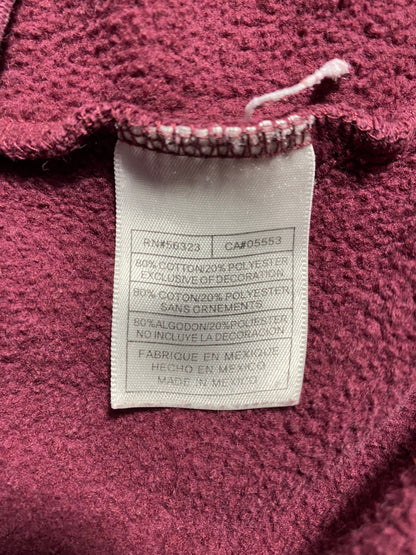 RN#56323 CA#05553
80% COTTON/20% POLYESTER
EXCLUSIVE OF DECORATION
80% COTON/20% POLYESTER
SANS ORNEMENTS
80%ALGODON/20% POLIESTER
NO INCLUYE LA DECORACION
FABRIQUE EN MEXIQUE
HECHO EN MEXICO
MADE IN MEXICO